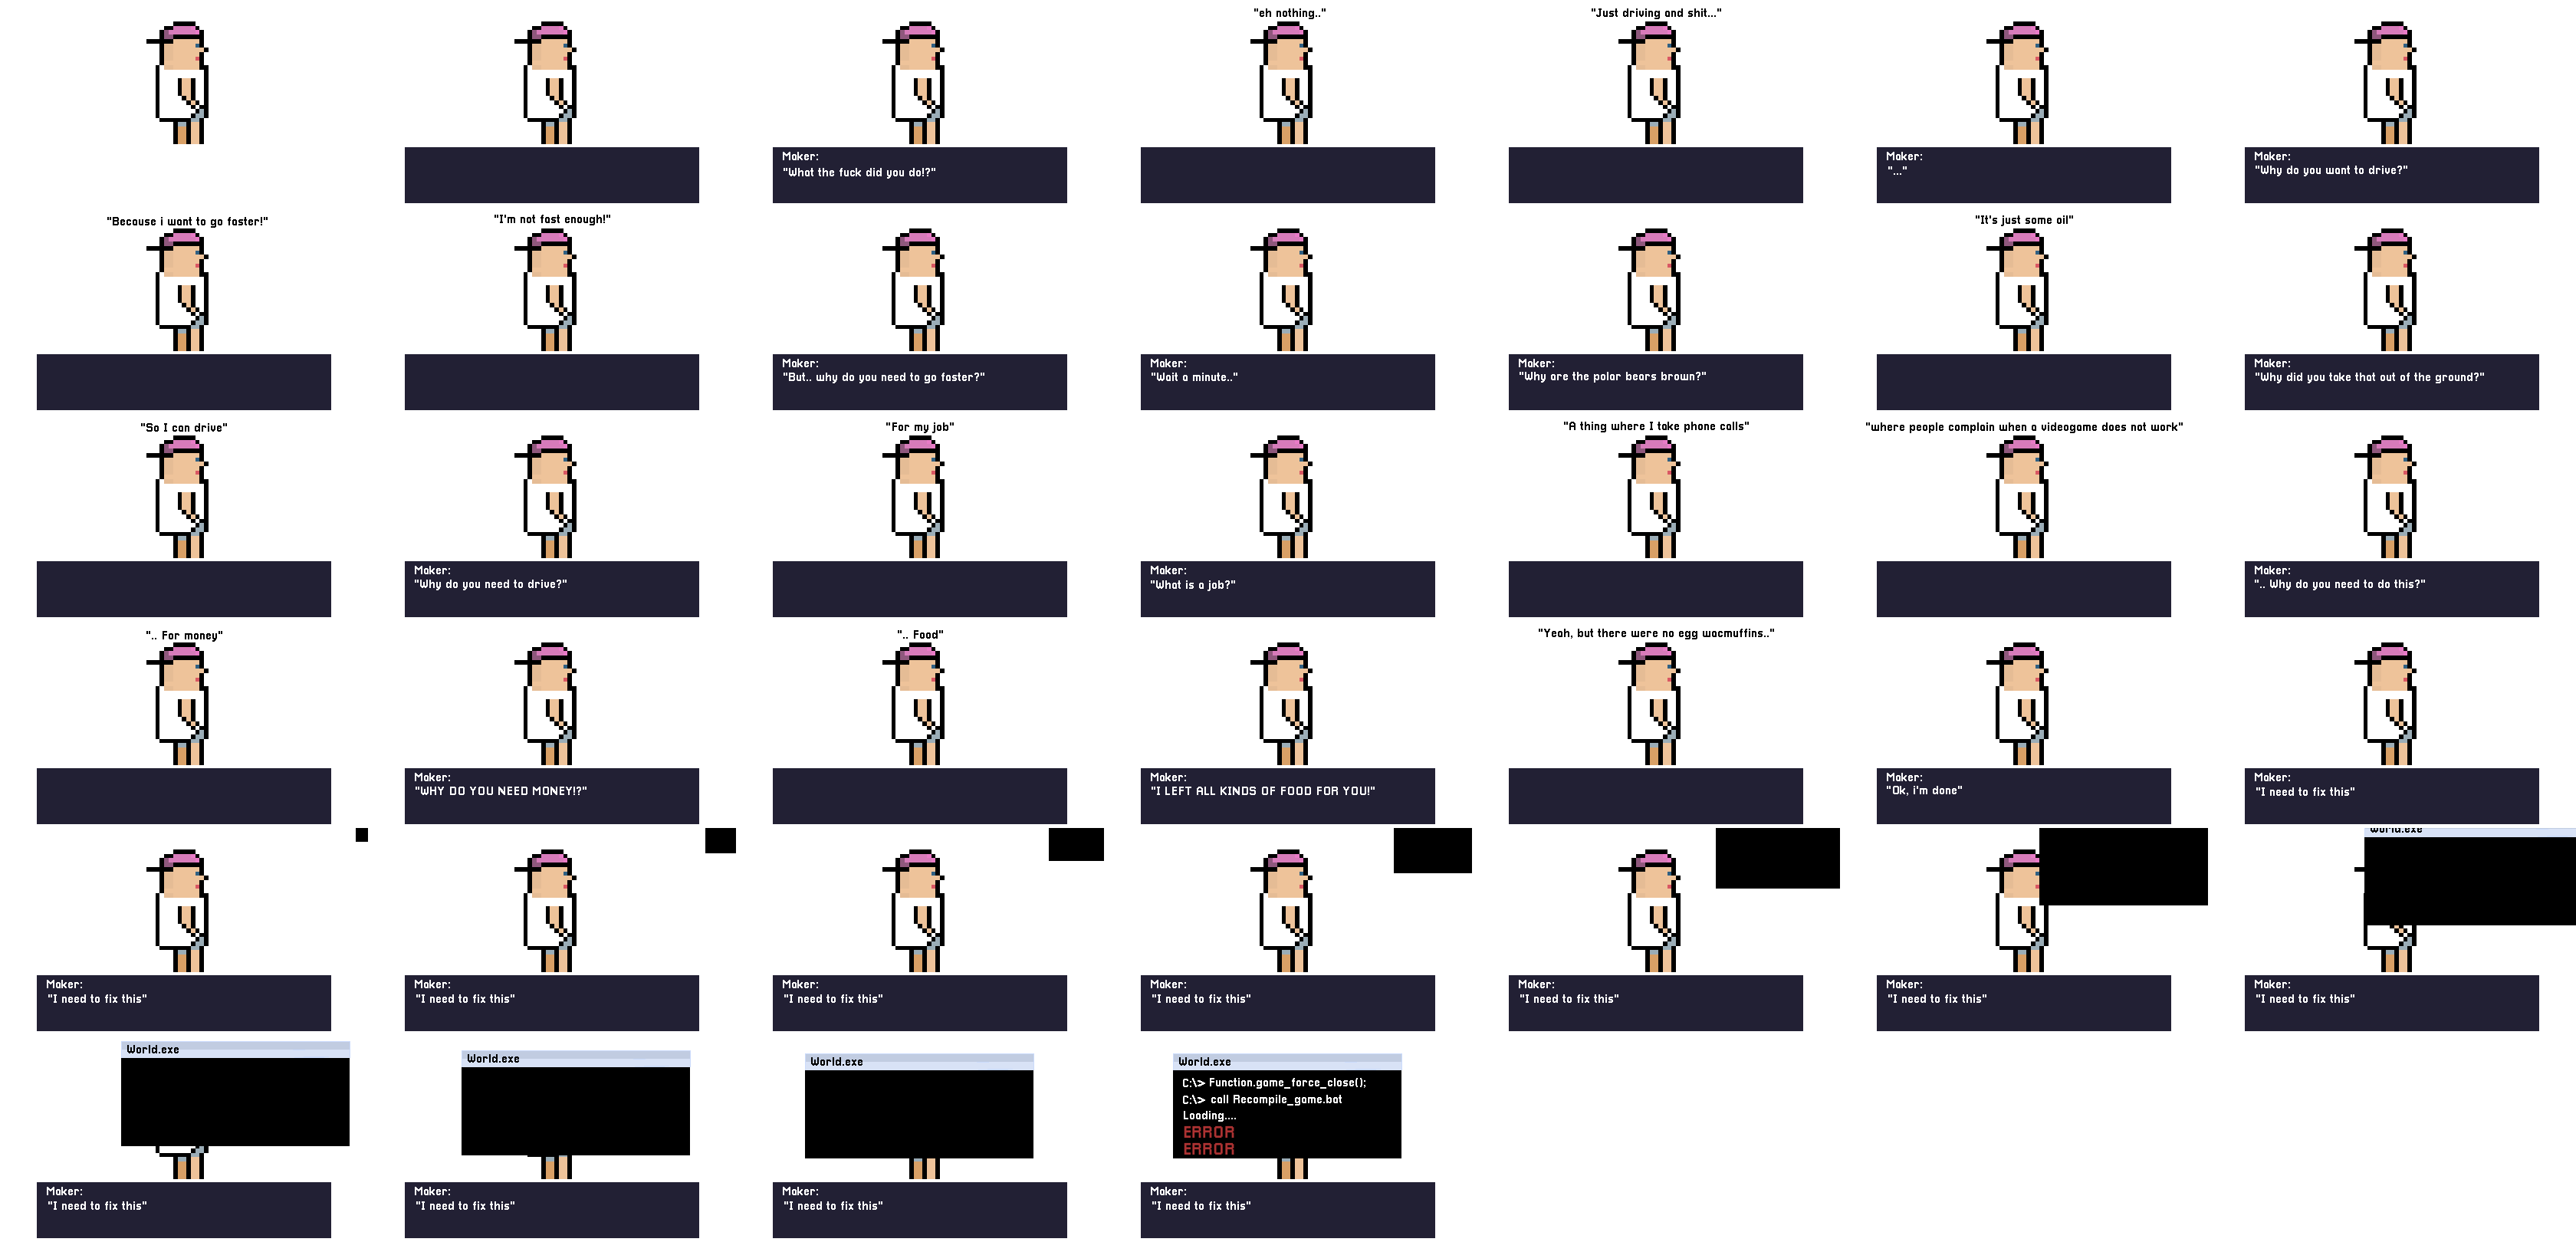 "eh nothing.."
"Just driving and shit..."
Maker:
"What the fuck did you do!?"
Maker:
"..."
Maker:
"Why do you want to drive?"
"Because i want to go faster!"
"I'm not fast enough!"
"It's just some oil"
Maker:
"But.. why do you need to go faster?"
Maker:
"Wait a minute.."
Maker:
"Why are the polar bears brown?"
Maker:
"Why did you take that out of the ground?"
"So I can drive"
"For my job"
"A thing where I take phone calls"
"where people complain when a videogame does not work"
Maker:
"Why do you need to drive?"
Maker:
"What is a job?"
Maker:
".. Why do you need to do this?"
".. For money"
".. Food"
"Yeah, but there were no egg wacmuffins.."
Maker:
"WHY DO YOU NEED MONEY!?"
Maker:
"I LEFT ALL KINDS OF FOOD FOR YOU!"
Maker:
"Ok, i'm done"
Maker:
"I need to fix this"
World.exe
Maker:
"I need to fix this"
Maker:
"I need to fix this"
Maker:
"I need to fix this"
Maker:
"I need to fix this"
Maker:
"I need to fix this"
Maker:
"I need to fix this"
Maker:
"I need to fix this"
World.exe
World.exe
World.exe
World.exe
C:\> Function.game_force_close();
C:\> call Recompile_game.bat
Loading....
ERROR
ERROR
Maker:
"I need to fix this"
Maker:
"I need to fix this"
Maker:
"I need to fix this"
Maker:
"I need to fix this"